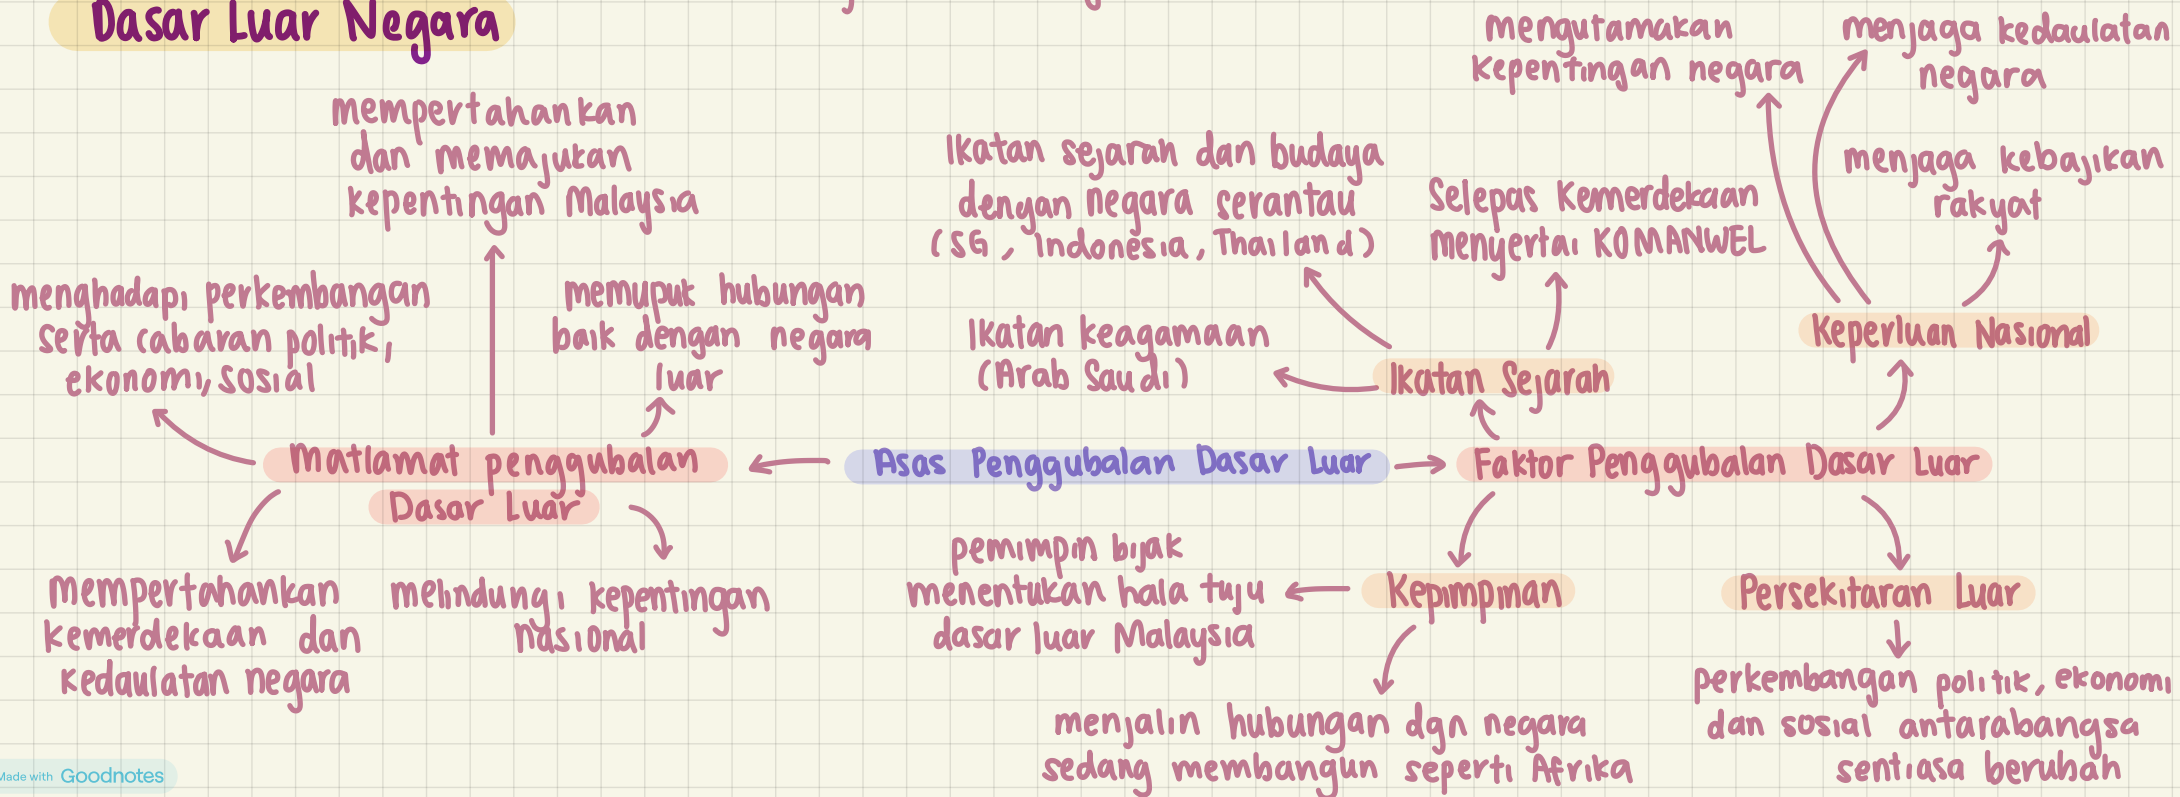 Dasar Luar Negara
mempertahankan
dan memajukan
kepentingan Malaysia
menghadapi perkembangan
serta cabaran politik,
ekonomi, sosial
memupuk hubungan
baik dengan negara
luar
Matlamat penggubalan
Dasar Luar
mempertahankan
kemerdekaan dan
kedaulatan negara
melindungi kepentingan
nasional
Asas Penggubalan Dasar Luar
Faktor Penggubalan Dasar Luar
Ikatan Sejarah
Ikatan sejarah dan budaya
dengan negara serantau
(SG, Indonesia, Thailand)
Selepas Kemerdekaan
menyertai KOMANWEL
Ikatan keagamaan
(Arab Saudi)
Keperluan Nasional
mengutamakan
kepentingan negara
menjaga kedaulatan
negara
menjaga kebajikan
rakyat
Kepimpinan
pemimpin bijak
menentukan hala tuju
dasar luar Malaysia
menjalin hubungan dgn negara
sedang membangun seperti Afrika
Persekitaran Luar
perkembangan politik, ekonomi
dan sosial antarabangsa
sentiasa berubah
Made with Goodnotes